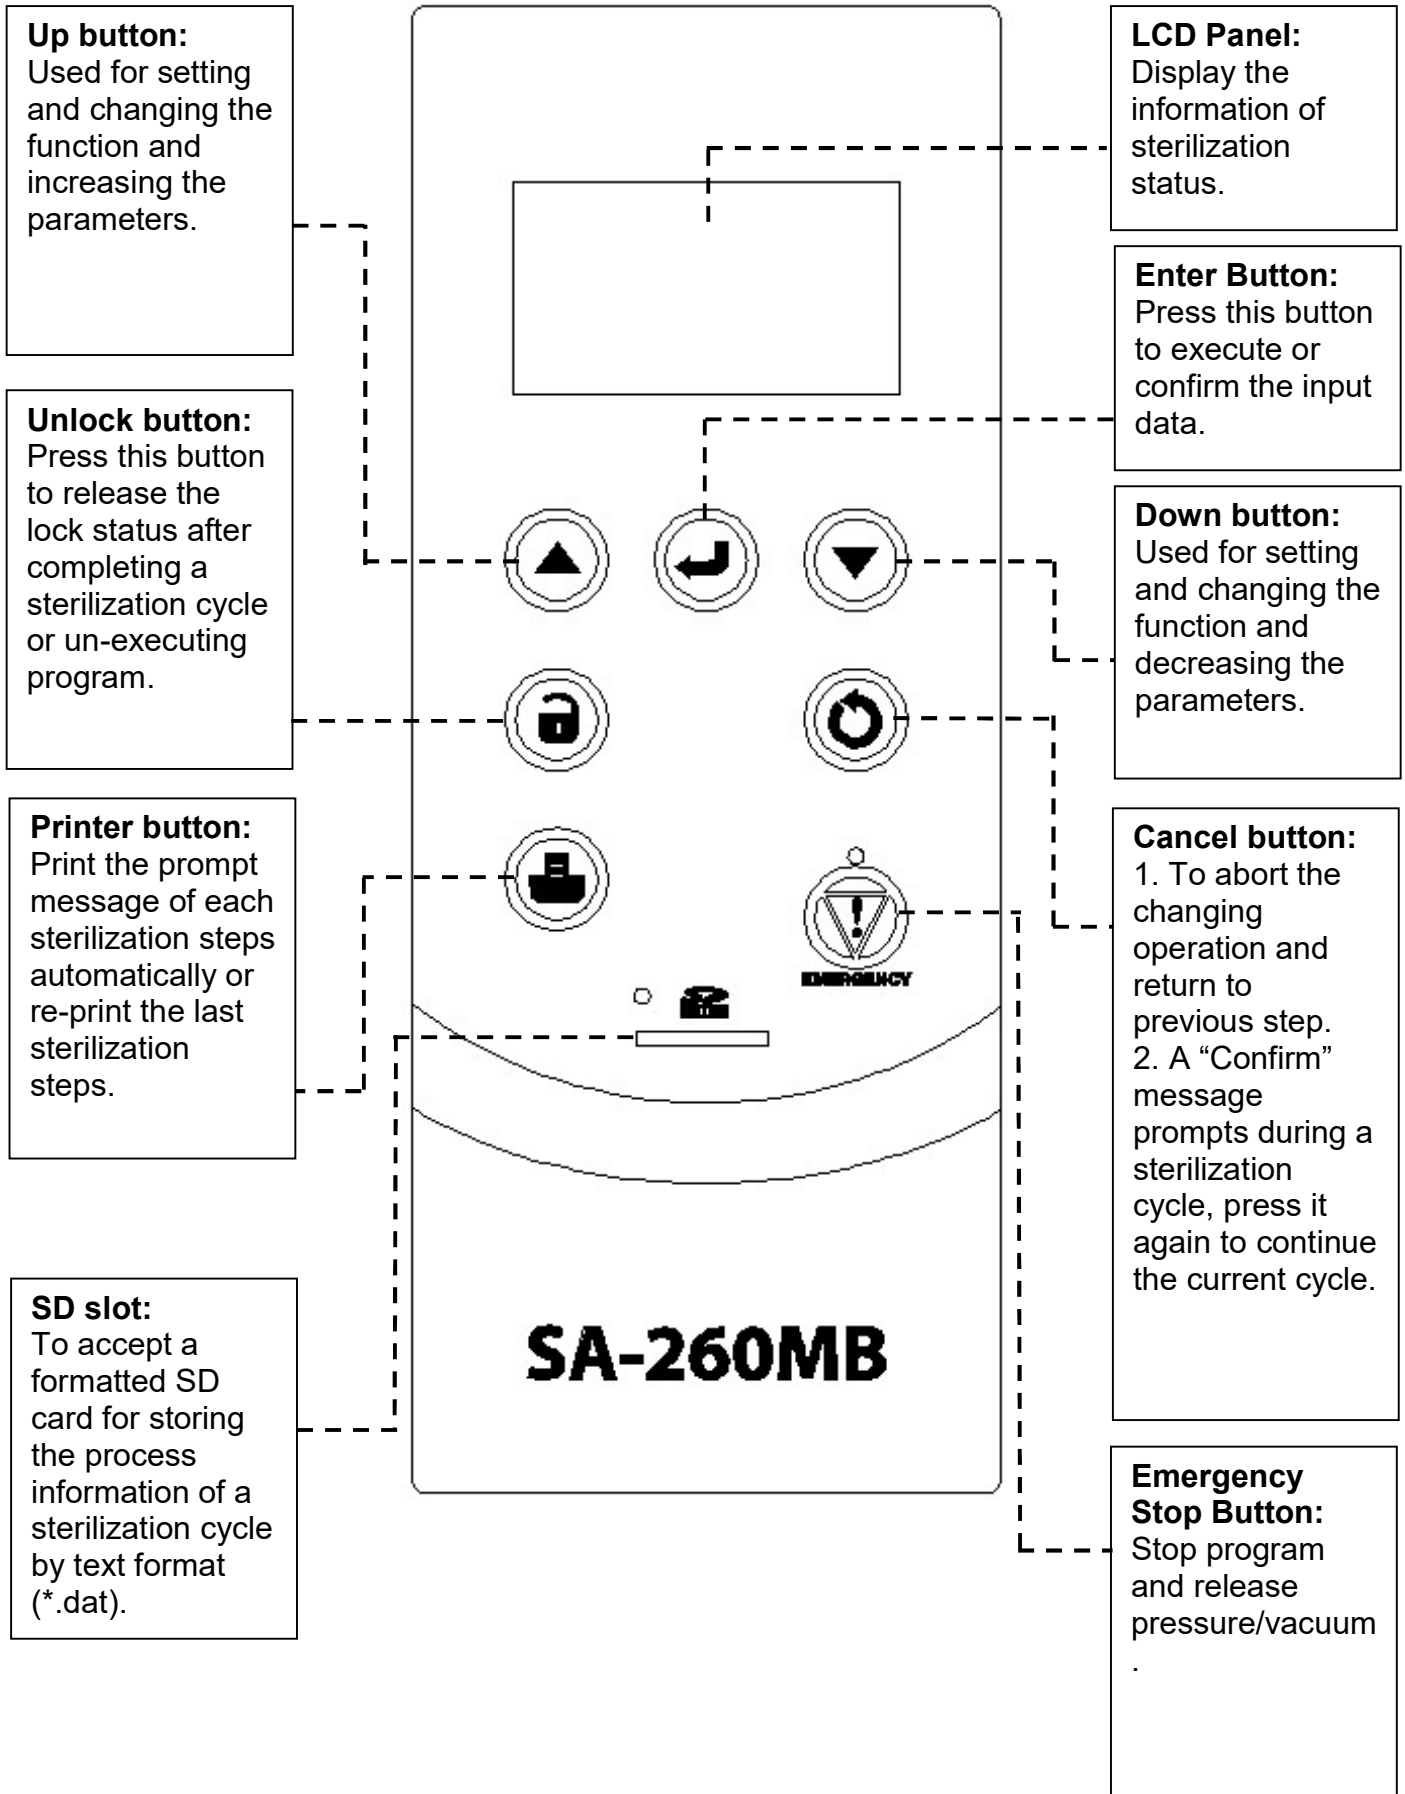 Up button:
Used for setting
and changing the
function and
increasing the
parameters.
Unlock button:
Press this button
to release the
lock status after
completing a
sterilization cycle
or un-executing
program.
Printer button:
Print the prompt
message of each
sterilization steps
automatically or
re-print the last
sterilization
steps.
SD slot:
To accept a
formatted SD
card for storing
the process
information of a
sterilization cycle
by text format
(*.dat).
EMERGENCY
SA-260MB
LCD Panel:
Display the
information of
sterilization
status.
Enter Button:
Press this button
to execute or
confirm the input
data.
Down button:
Used for setting
and changing the
function and
decreasing the
parameters.
Cancel button:
1. To abort the
changing
operation and
return to
previous step.
2. A “Confirm”
message
prompts during a
sterilization
cycle, press it
again to continue
the current cycle.
Emergency
Stop Button:
Stop program
and release
pressure/vacuum
.